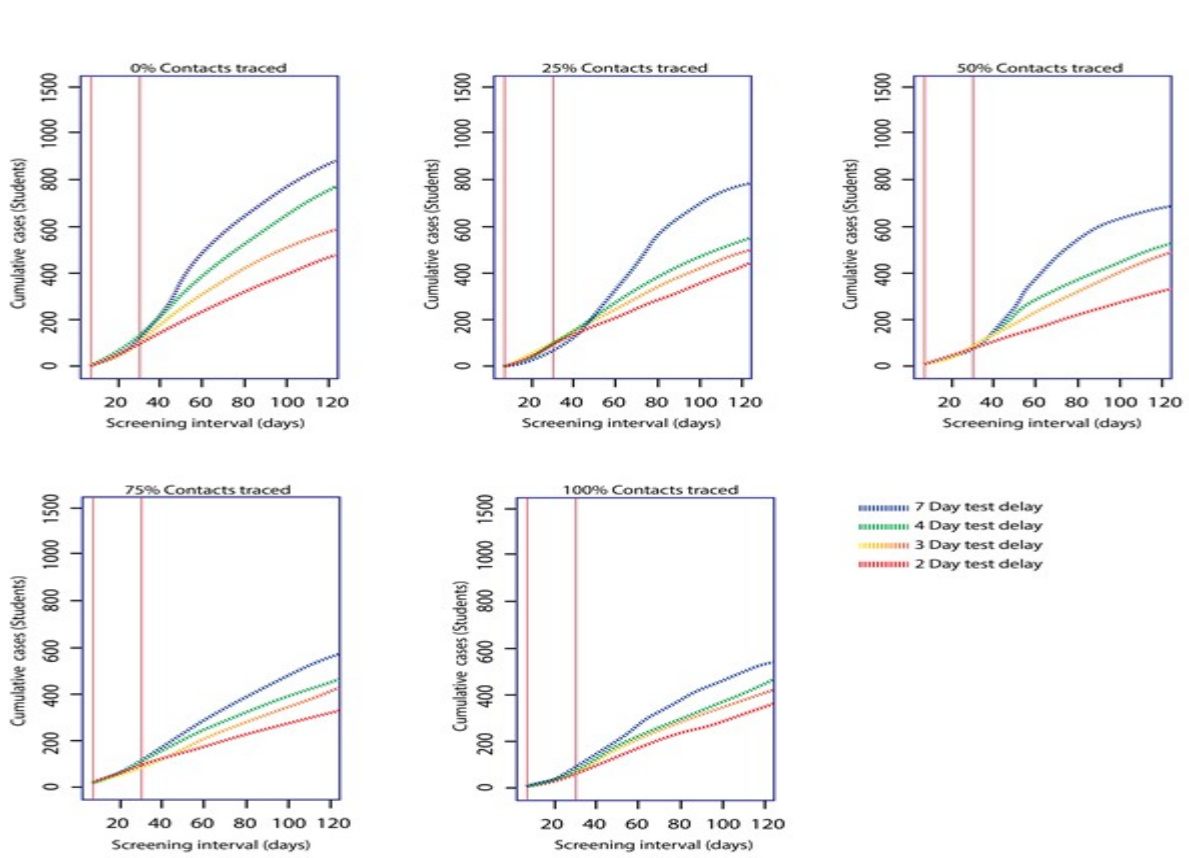 0% Contacts traced
Cumulative cases (Students)
1500
1000
800
600
400
200
0
20 40 60 80 100 120
Screening interval (days)
25% Contacts traced
Cumulative cases (Students)
1500
1000
800
600
400
200
0
20 40 60 80 100 120
Screening interval (days)
50% Contacts traced
Cumulative cases (Students)
1500
1000
800
600
400
200
0
20 40 60 80 100 120
Screening interval (days)
75% Contacts traced
Cumulative cases (Students)
1500
1000
800
600
400
200
0
20 40 60 80 100 120
Screening interval (days)
100% Contacts traced
Cumulative cases (Students)
1500
1000
800
600
400
200
0
20 40 60 80 100 120
Screening interval (days)
7 Day test delay
4 Day test delay
3 Day test delay
2 Day test delay